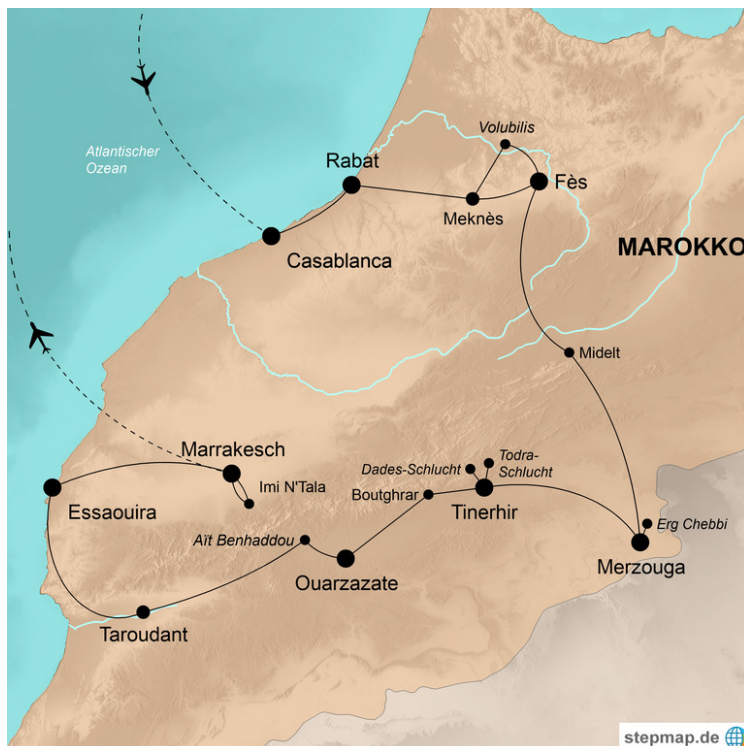 Atlantischer
Ozean
Volubilis
Rabat
Fès
Meknès
MAROKKO
Casablanca
Midelt
Marrakesch
Todra-
Schlucht
Dades-Schlucht
Imi N'Tala
Boutghrar
Essaouira
Tinerhir
Erg Chebbi
Aït Benhaddou
Ouarzazate
Merzouga
Taroudant
stepmap.de